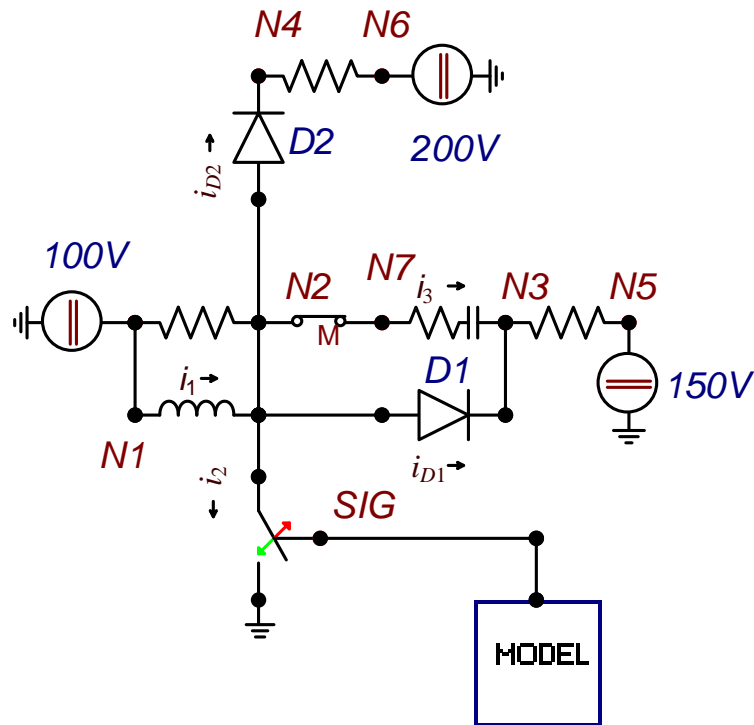 N4 N6
D2
200V
iD2
100V
N2
N7
i3
N3
N5
M
i1
D1
150V
N1
iD1
i2
SIG
MODEL